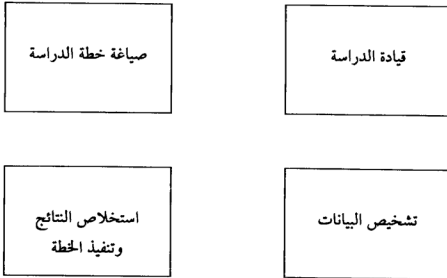 قيادة الدراسة
صياغة خطة الدراسة
تشخيص البيانات
استخلاص النتائج
وتنفيذ الخطة